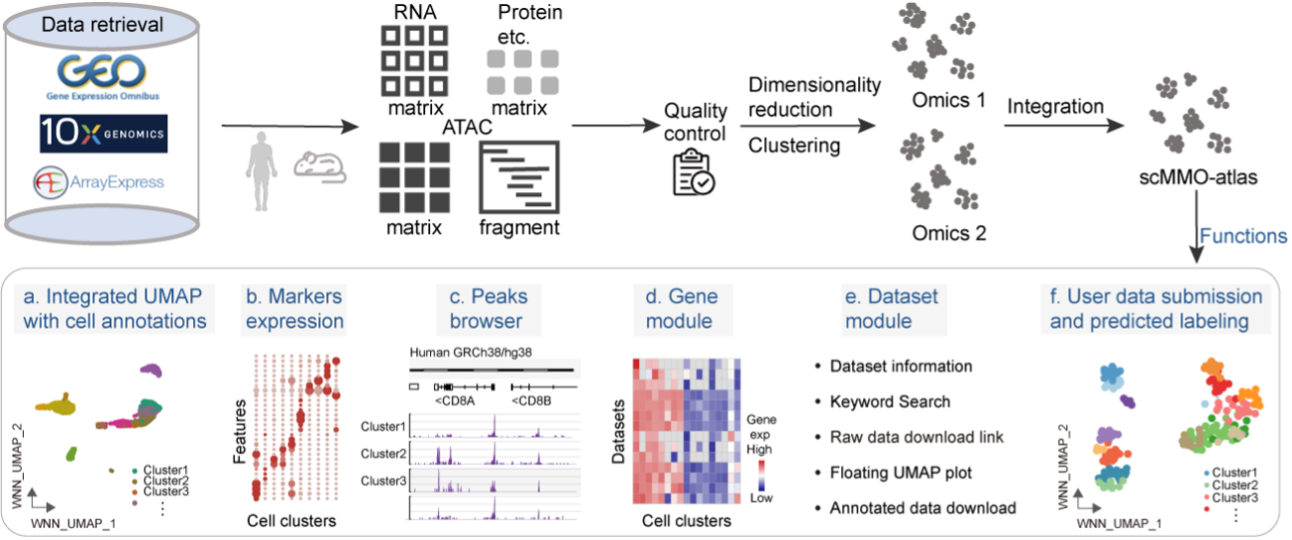 Data retrieval
GEO
Gene Expression Omnibus
10X GENOMICS
AE ArrayExpress
RNA
matrix
Protein
etc.
matrix
ATAC
matrix
fragment
Quality
control
Dimensionality
reduction
Clustering
Omics 1
Omics 2
Integration
scMMO-atlas
Functions
a. Integrated UMAP
with cell annotations
WNN_UMAP_2
WNN_UMAP_1
Cluster1
Cluster2
Cluster3
b. Markers
expression
Features
Cell clusters
c. Peaks
browser
Human GRCh38/hg38
<CD8A
<CD8B
Cluster1
Cluster2
Cluster3
d. Gene
module
Datasets
Cell clusters
Gene
exp
High
Low
e. Dataset
module
• Dataset information
• Keyword Search
• Raw data download link
• Floating UMAP plot
• Annotated data download
f. User data submission
and predicted labeling
WNN_UMAP_2
WNN_UMAP_1
Cluster1
Cluster2
Cluster3